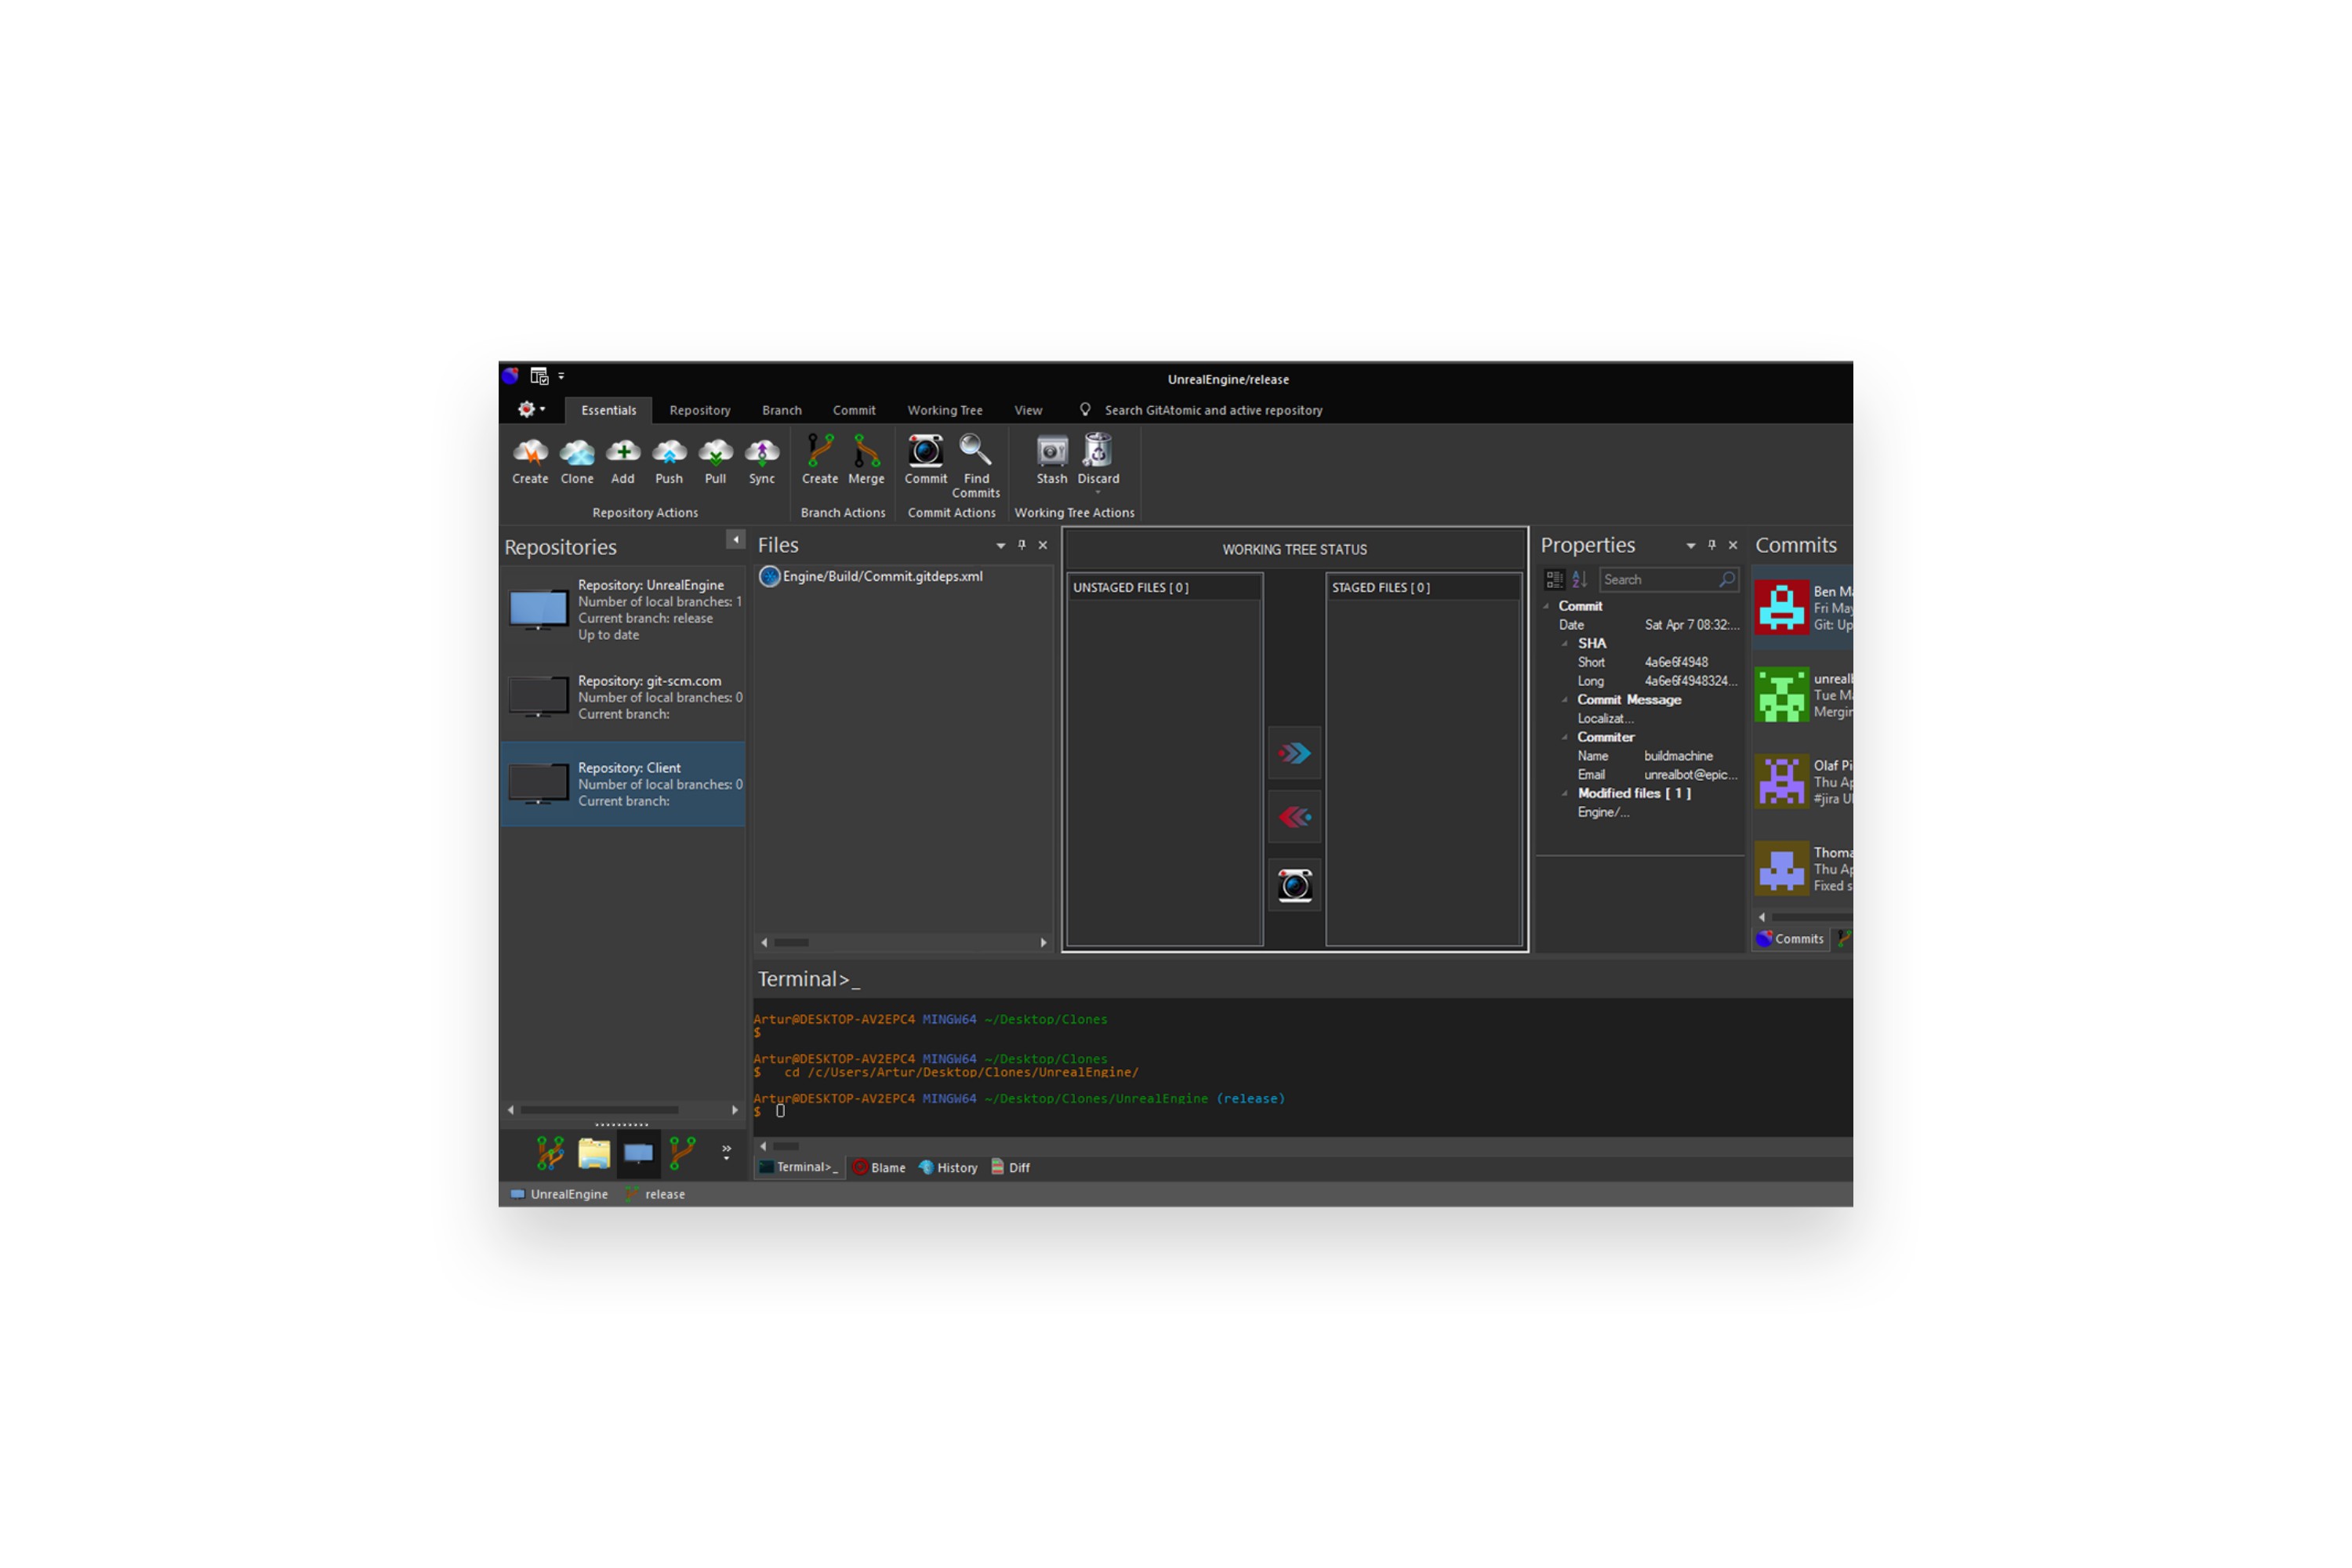 UnrealEngine/release
Essentials Repository Branch Commit Working Tree View Search GitAtomic and active repository
Create Clone Add Push Pull Sync Create Merge Commit Find Commits Stash Discard
Repository Actions Branch Actions Commit Actions Working Tree Actions
Repositories
Repository: UnrealEngine
Number of local branches: 1
Current branch: release
Up to date
Repository: git-scm.com
Number of local branches: 0
Current branch:
Repository: Client
Number of local branches: 0
Current branch:
Files
Engine/Build/Commit.gitdeps.xml
WORKING TREE STATUS
UNSTAGED FILES [ 0 ]
STAGED FILES [ 0 ]
Properties
Search
Commit
Date Sat Apr 7 08:32:...
SHA
Short 4a6e6f4948
Long 4a6e6f4948324...
Commit Message
Localizat...
Commiter
Name buildmachine
Email unrealbot@epic...
Modified files [ 1 ]
Engine/...
Commits
Ben Ma
Fri May
Git: Up
unreal
Tue Ma
Mergin
Olaf Pi
Thu Ap
#jira U
Thoma
Thu Ap
Fixed s
Commits
Terminal>_
Artur@DESKTOP-AV2EPC4 MINGW64 ~/Desktop/Clones
$
Artur@DESKTOP-AV2EPC4 MINGW64 ~/Desktop/Clones
$ cd /c/Users/Artur/Desktop/Clones/UnrealEngine/
Artur@DESKTOP-AV2EPC4 MINGW64 ~/Desktop/Clones/UnrealEngine (release)
$
Terminal>_ Blame History Diff
UnrealEngine release